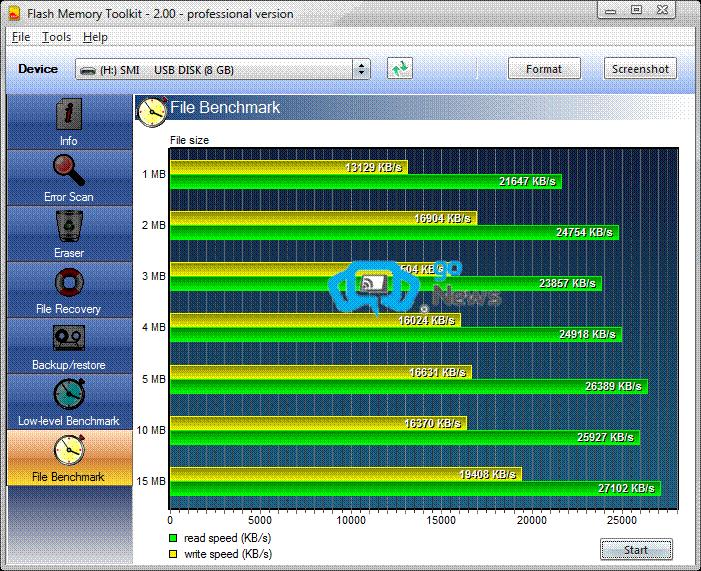 Flash Memory Toolkit - 2.00 - professional version
File Tools Help
Device (H:) SMI USB DISK (8 GB) Format Screenshot
Info
Error Scan
Eraser
File Recovery
Backup/restore
Low-level Benchmark
File Benchmark
File Benchmark
File size
1 MB 13129 KB/s
21647 KB/s
2 MB 16904 KB/s
24754 KB/s
3 MB
23857 KB/s
4 MB 16024 KB/s
24918 KB/s
5 MB 16631 KB/s
26389 KB/s
10 MB 16370 KB/s
25927 KB/s
15 MB 19408 KB/s
27102 KB/s
0 5000 10000 15000 20000 25000
read speed (KB/s)
write speed (KB/s)
Start
go
News